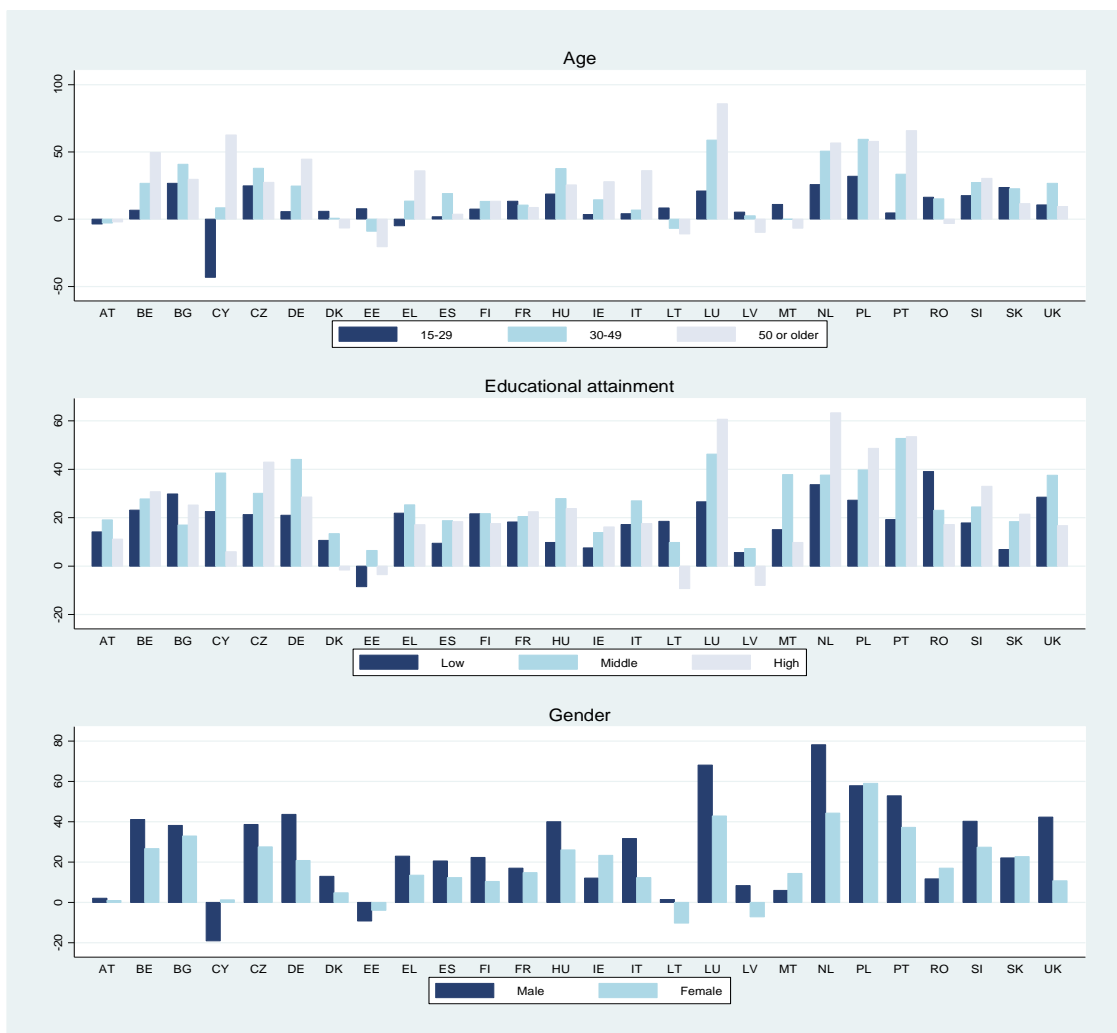 Age
100
50
0
-50
AT BE BG CY CZ DE DK EE EL ES FI FR HU IE IT LT LU LV MT NL PL PT RO SI SK UK
15-29 30-49 50 or older
Educational attainment
60
40
20
0
-20
AT BE BG CY CZ DE DK EE EL ES FI FR HU IE IT LT LU LV MT NL PL PT RO SI SK UK
Low Middle High
Gender
80
60
40
20
0
-20
AT BE BG CY CZ DE DK EE EL ES FI FR HU IE IT LT LU LV MT NL PL PT RO SI SK UK
Male Female